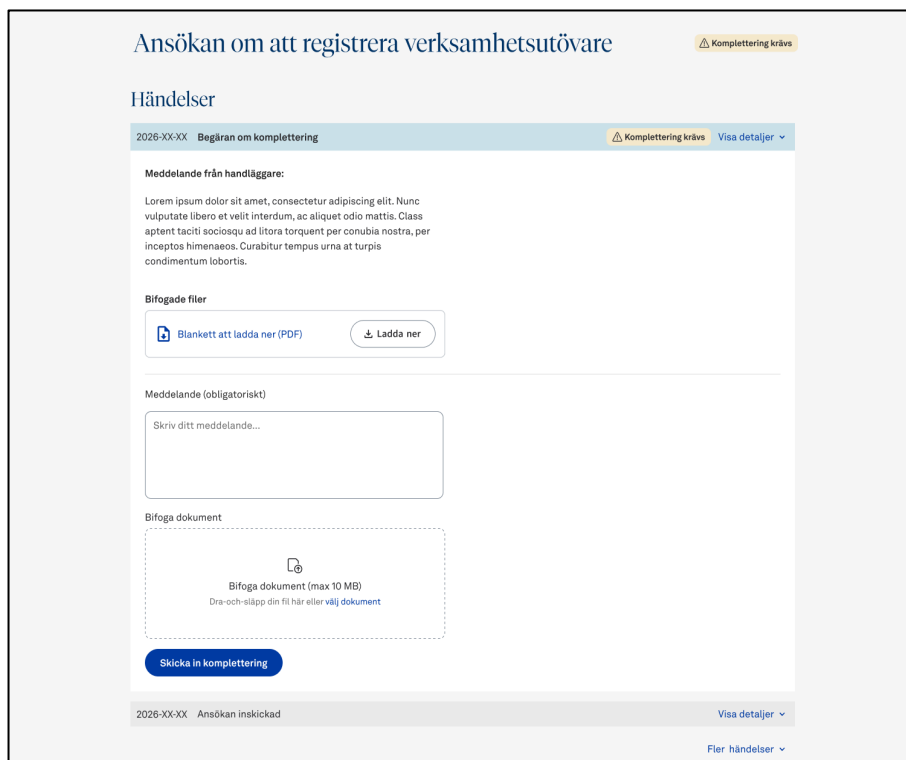 Ansökan om att registrera verksamhetsutövare
Komplettering krävs
Händelser
2026-XX-XX Begäran om komplettering Komplettering krävs Visa detaljer
Meddelande från handläggare:
Lorem ipsum dolor sit amet, consectetur adipiscing elit. Nunc
vulputate libero et velit interdum, ac aliquet odio mattis. Class
aptent taciti sociosqu ad litora torquent per conubia nostra, per
inceptos himenaeos. Curabitur tempus urna at turpis
condimentum lobortis.
Bifogade filer
Blankett att ladda ner (PDF) Ladda ner
Meddelande (obligatoriskt)
Skriv ditt meddelande...
Bifoga dokument
Bifoga dokument (max 10 MB)
Dra-och-släpp din fil här eller välj dokument
Skicka in komplettering
2026-XX-XX Ansökan inskickad Visa detaljer
Fler händelser